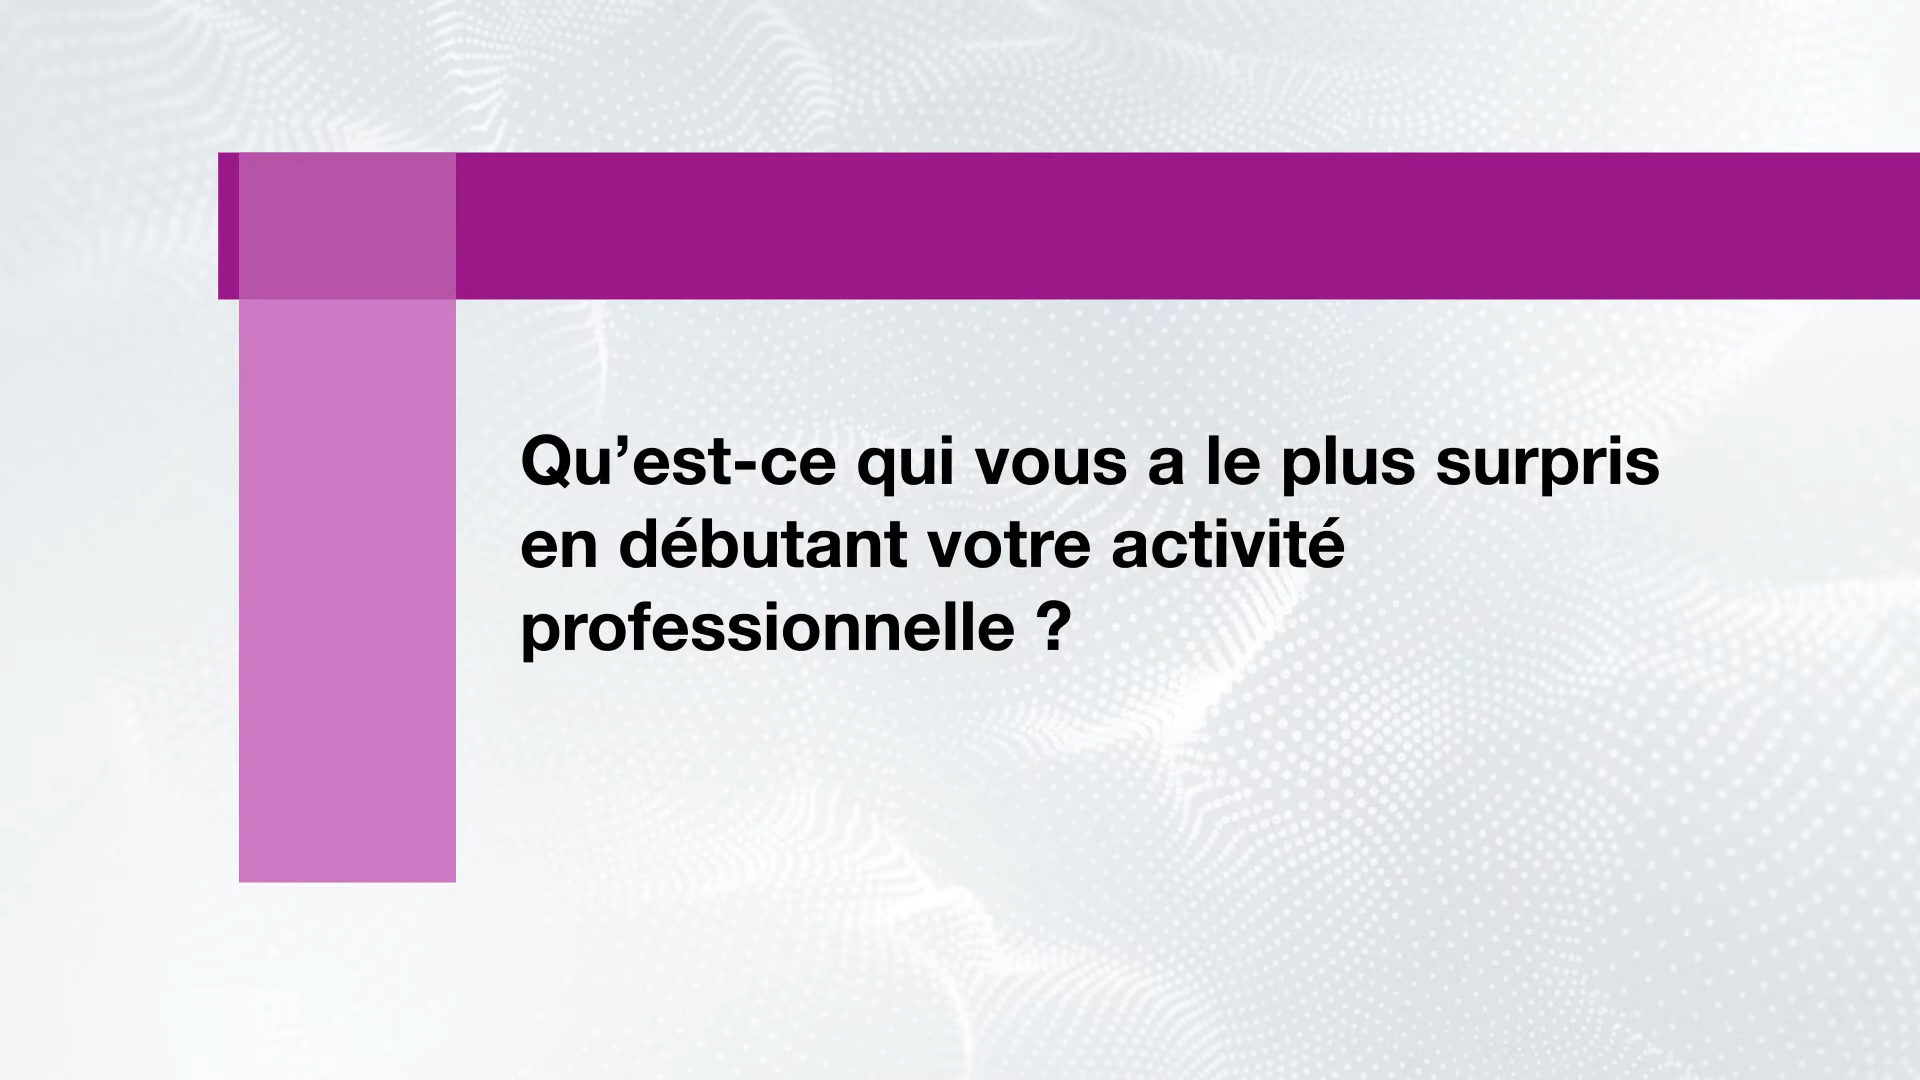 Qu’est-ce qui vous a le plus surpris
en débutant votre activité
professionnelle ?